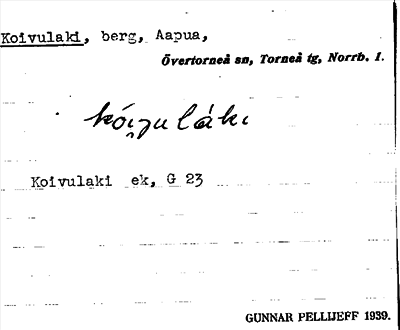 Koivulaki, berg, Aapua,
Övertorneå sn, Torneå tg, Norrb. l.
Koivulaki ek, G 23
GUNNAR PELLIJEFF 1939.